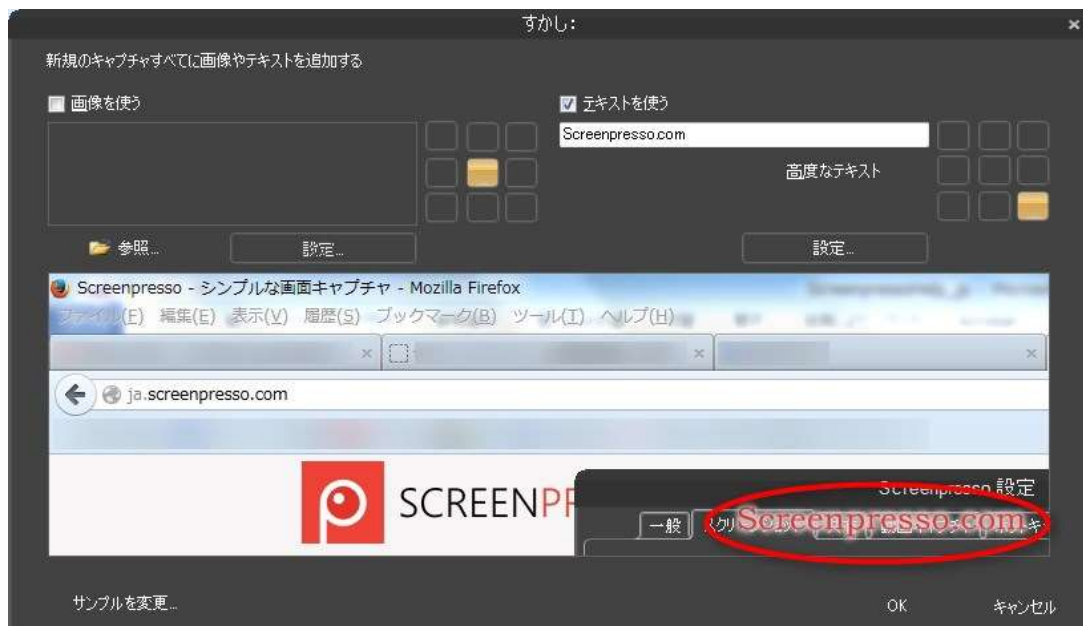 すかし:
新規のキャプチャすべてに画像やテキストを追加する
画像を使う
テキストを使う
Screenpresso.com
高度なテキスト
参照...
設定...
設定...
Screenpresso - シンプルな画面キャプチャ - Mozilla Firefox
ファイル(F) 編集(E) 表示(V) 履歴(S) ブックマーク(B) ツール(T) ヘルプ(H)
ja.screenpresso.com
SCREENPR
Screenpresso 設定
一般
Screenpresso.com
サンプルを変更...
OK
キャンセル